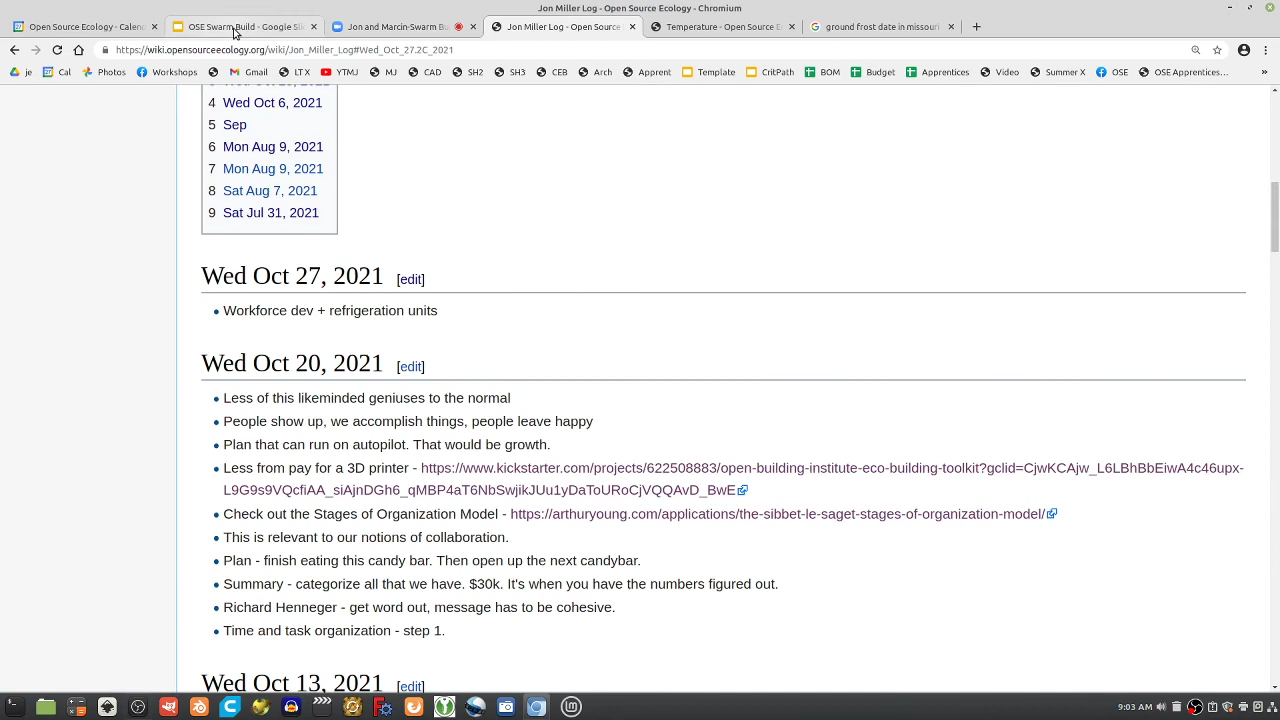 Jon Miller Log - Open Source Ecology - Chromium
Open Source Ecology - Calen
OSE Swarm Build - Google Sli
Jon and Marcin-Swarm Bu
Jon Miller Log - Open Source
Temperature - Open Source E
ground frost date in missouri
https://wiki.opensourceecology.org/wiki/Jon_Miller_Log#Wed_Oct_27.2C_2021
je
Cal
Photos
Workshops
Gmail
LT X
YTMJ
MJ
CAD
SH3
CEB
Arch
Apprent
Template
CritPath
BOM
Budget
Apprentices
Video
Summer X
OSE
OSE Apprentices…
4 Wed Oct 6, 2021
5 Sep
6 Mon Aug 9, 2021
7 Mon Aug 9, 2021
8 Sat Aug 7, 2021
9 Sat Jul 31, 2021
Wed Oct 27, 2021 [edit]
Workforce dev + refrigeration units
Wed Oct 20, 2021 [edit]
Less of this likeminded geniuses to the normal
People show up, we accomplish things, people leave happy
Plan that can run on autopilot. That would be growth.
Less from pay for a 3D printer - https://www.kickstarter.com/projects/622508883/open-building-institute-eco-building-toolkit?gclid=CjwKCAjw_L6LBhBbEiwA4c46upx-
L9G9s9VQcfiAA_siAjnDGh6_qMBP4aT6NbSwjikJUu1yDaToURoCjVQQAvD_BwE
Check out the Stages of Organization Model - https://arthuryoung.com/applications/the-sibbet-le-saget-stages-of-organization-model/
This is relevant to our notions of collaboration.
Plan - finish eating this candy bar. Then open up the next candybar.
Summary - categorize all that we have. $30k. It's when you have the numbers figured out.
Richard Henneger - get word out, message has to be cohesive.
Time and task organization - step 1.
Wed Oct 13, 2021 [edit]
9:03 AM